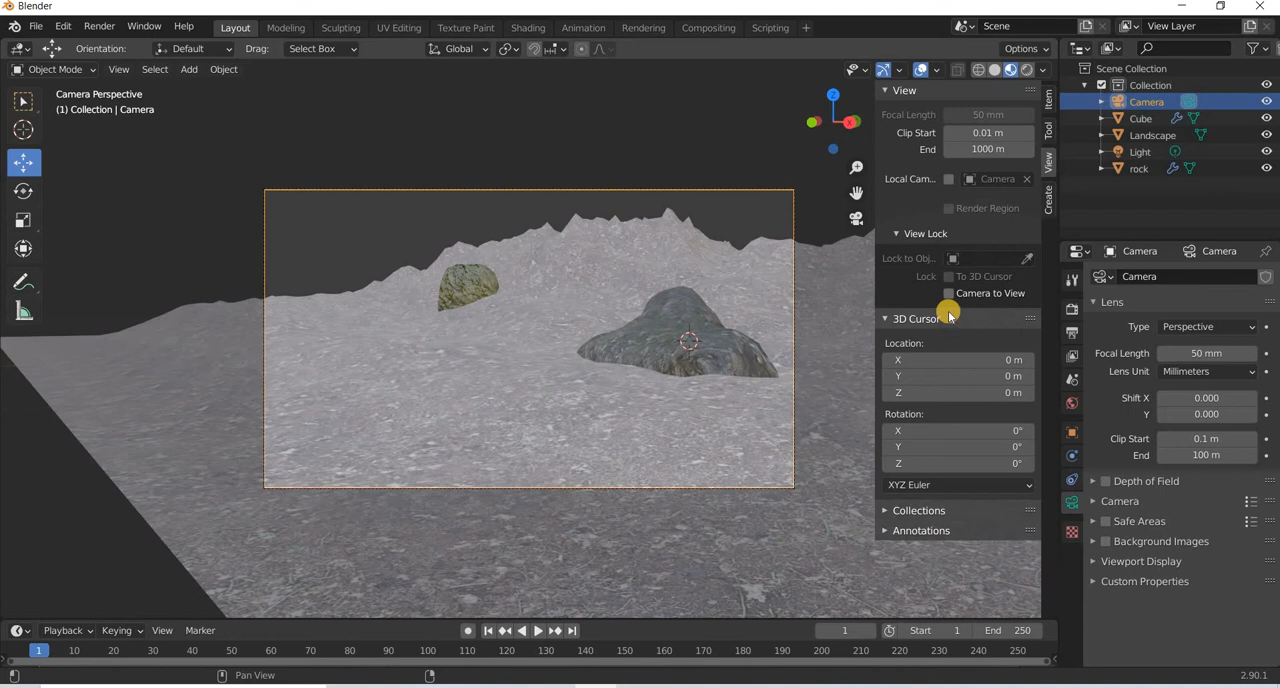 Blender
File Edit Render Window Help Layout Modeling Sculpting UV Editing Texture Paint Shading Animation Rendering Compositing Scripting + Scene View Layer
Orientation: Default Drag: Select Box Global Options
Object Mode View Select Add Object
Camera Perspective
(1) Collection | Camera
Z
X
View
Focal Length 50 mm
Clip Start 0.01 m
End 1000 m
Local Cam... Camera
Render Region
View Lock
Lock to Obj...
Lock To 3D Cursor
Camera to View
3D Cursor
Location:
X 0 m
Y 0 m
Z 0 m
Rotation:
X 0°
Y 0°
Z 0°
XYZ Euler
Collections
Annotations
Item
Tool
View
Create
Scene Collection
Collection
Camera
Cube
Landscape
Light
rock
Camera Camera
Camera
Lens
Type Perspective
Focal Length 50 mm
Lens Unit Millimeters
Shift X 0.000
Y 0.000
Clip Start 0.1 m
End 100 m
Depth of Field
Camera
Safe Areas
Background Images
Viewport Display
Custom Properties
Playback Keying View Marker 1 Start 1 End 250
1 10 20 30 40 50 60 70 80 90 100 110 120 130 140 150 160 170 180 190 200 210 220 230 240 250
Pan View 2.90.1